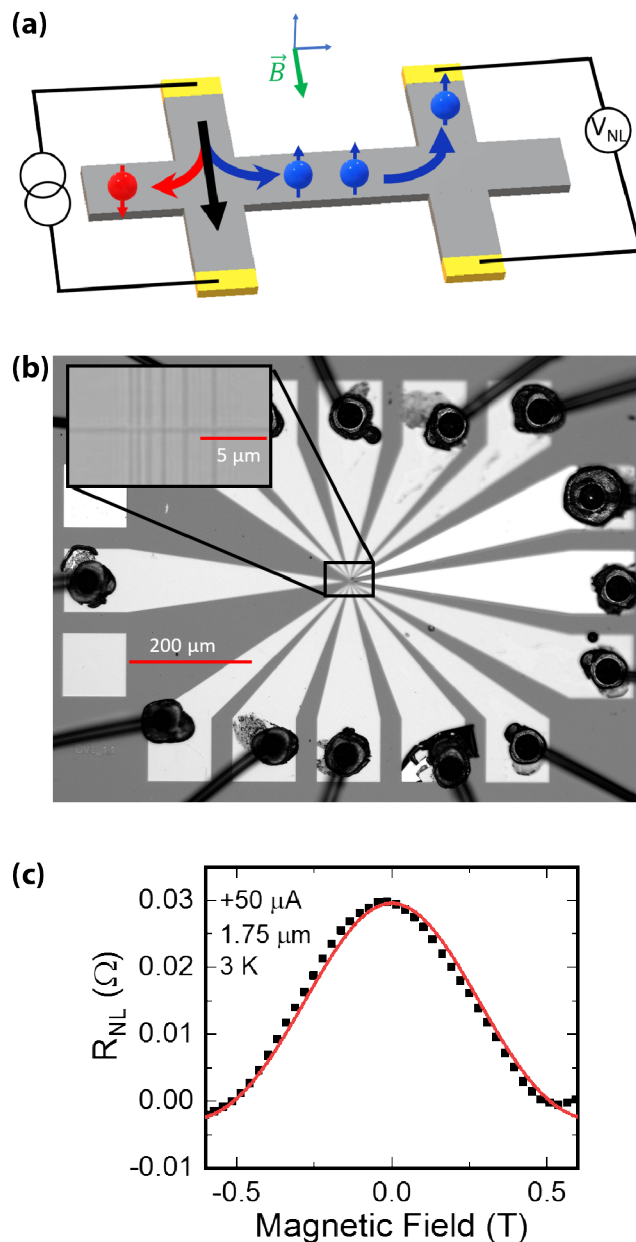 (a)
B
V_NL
(b)
5 μm
200 μm
(c)
+50 μA
1.75 μm
3 K
R_NL (Ω)
0.03
0.02
0.01
0.00
-0.01
-0.5
0.0
0.5
Magnetic Field (T)